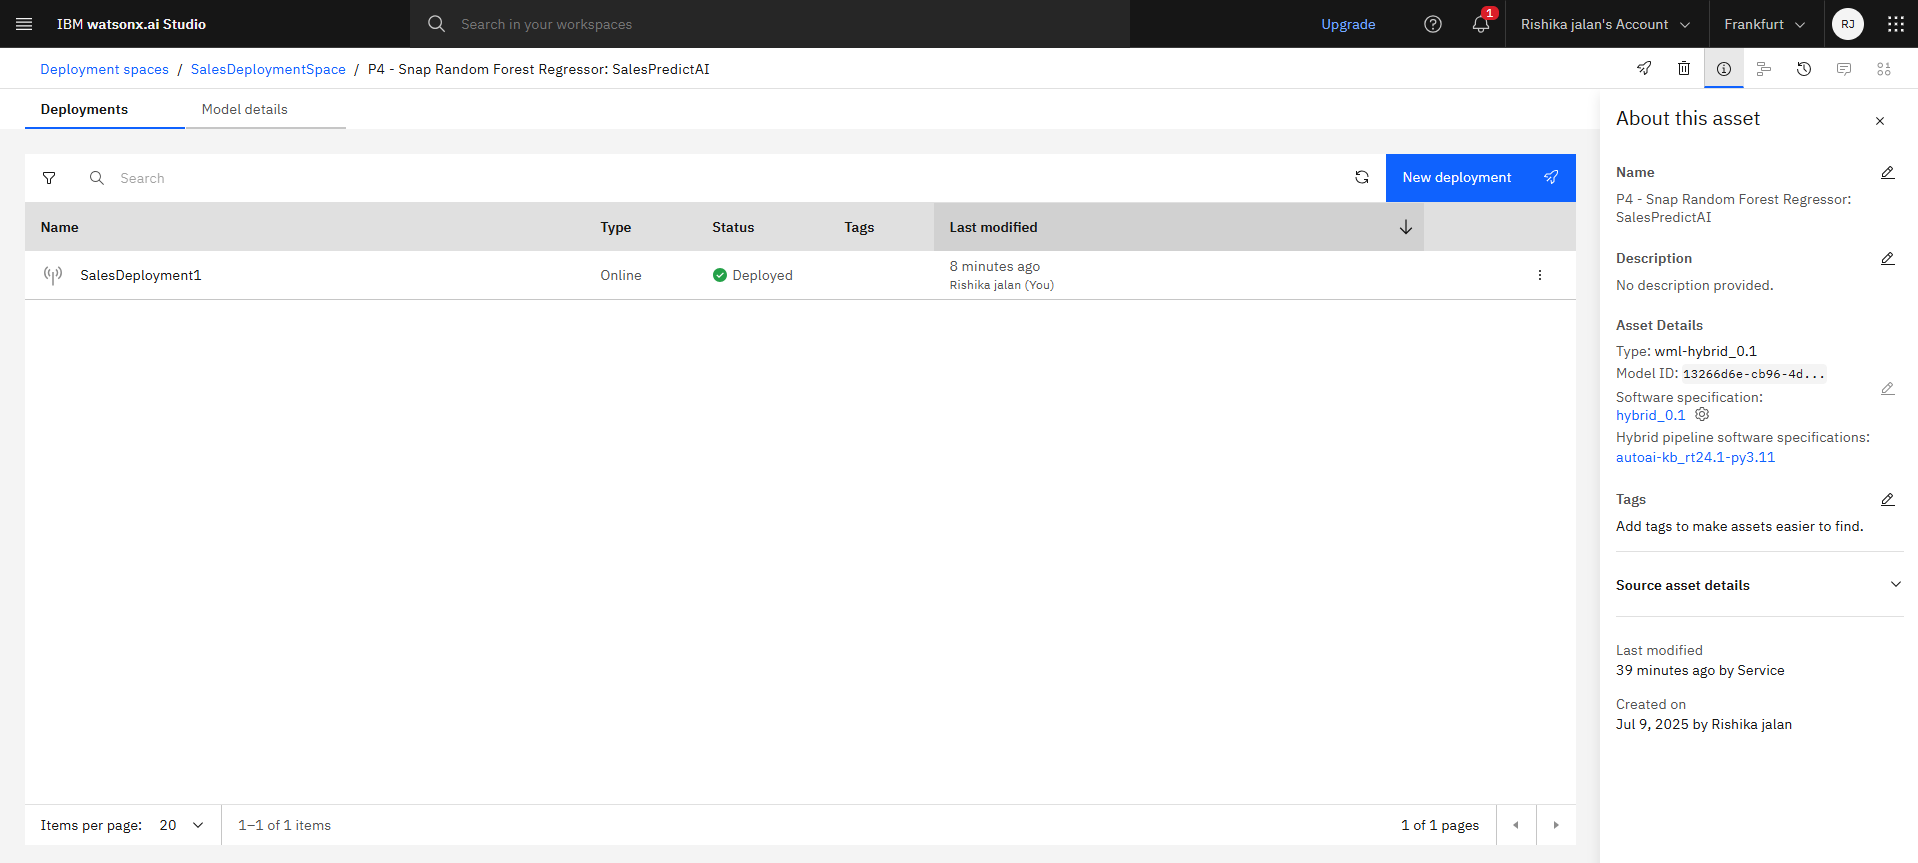 IBM watsonx.ai Studio
Search in your workspaces
Upgrade
1
Rishika jalan's Account
Frankfurt
RJ
Deployment spaces / SalesDeploymentSpace / P4 - Snap Random Forest Regressor: SalesPredictAI
Deployments
Model details
Search
New deployment
Name Type Status Tags Last modified
SalesDeployment1 Online Deployed 8 minutes ago
Rishika jalan (You)
Items per page: 20 1–1 of 1 items 1 of 1 pages
About this asset
Name
P4 - Snap Random Forest Regressor:
SalesPredictAI
Description
No description provided.
Asset Details
Type: wml-hybrid_0.1
Model ID: 13266d6e-cb96-4d...
Software specification:
hybrid_0.1
Hybrid pipeline software specifications:
autoai-kb_rt24.1-py3.11
Tags
Add tags to make assets easier to find.
Source asset details
Last modified
39 minutes ago by Service
Created on
Jul 9, 2025 by Rishika jalan